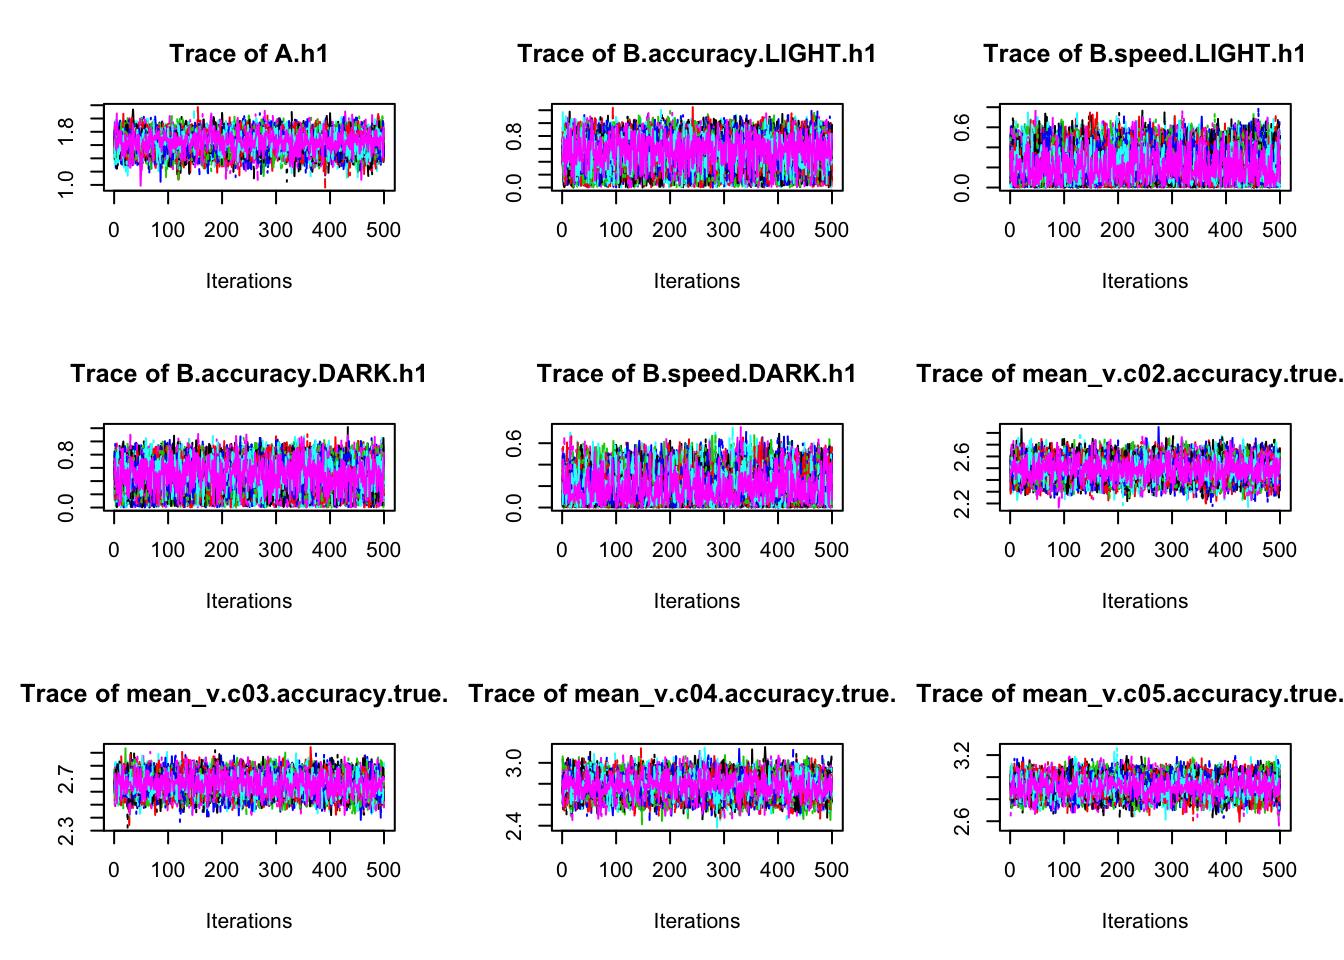 Trace of A.h1
1.0 1.8
0 100 200 300 400 500
Iterations
Trace of B.accuracy.LIGHT.h1
0.0 0.8
0 100 200 300 400 500
Iterations
Trace of B.speed.LIGHT.h1
0.0 0.6
0 100 200 300 400 500
Iterations
Trace of B.accuracy.DARK.h1
0.0 0.8
0 100 200 300 400 500
Iterations
Trace of B.speed.DARK.h1
0.0 0.6
0 100 200 300 400 500
Iterations
Trace of mean_v.c02.accuracy.true.
2.2 2.6
0 100 200 300 400 500
Iterations
Trace of mean_v.c03.accuracy.true.
2.3 2.7
0 100 200 300 400 500
Iterations
Trace of mean_v.c04.accuracy.true.
2.4 3.0
0 100 200 300 400 500
Iterations
Trace of mean_v.c05.accuracy.true.
2.6 3.2
0 100 200 300 400 500
Iterations